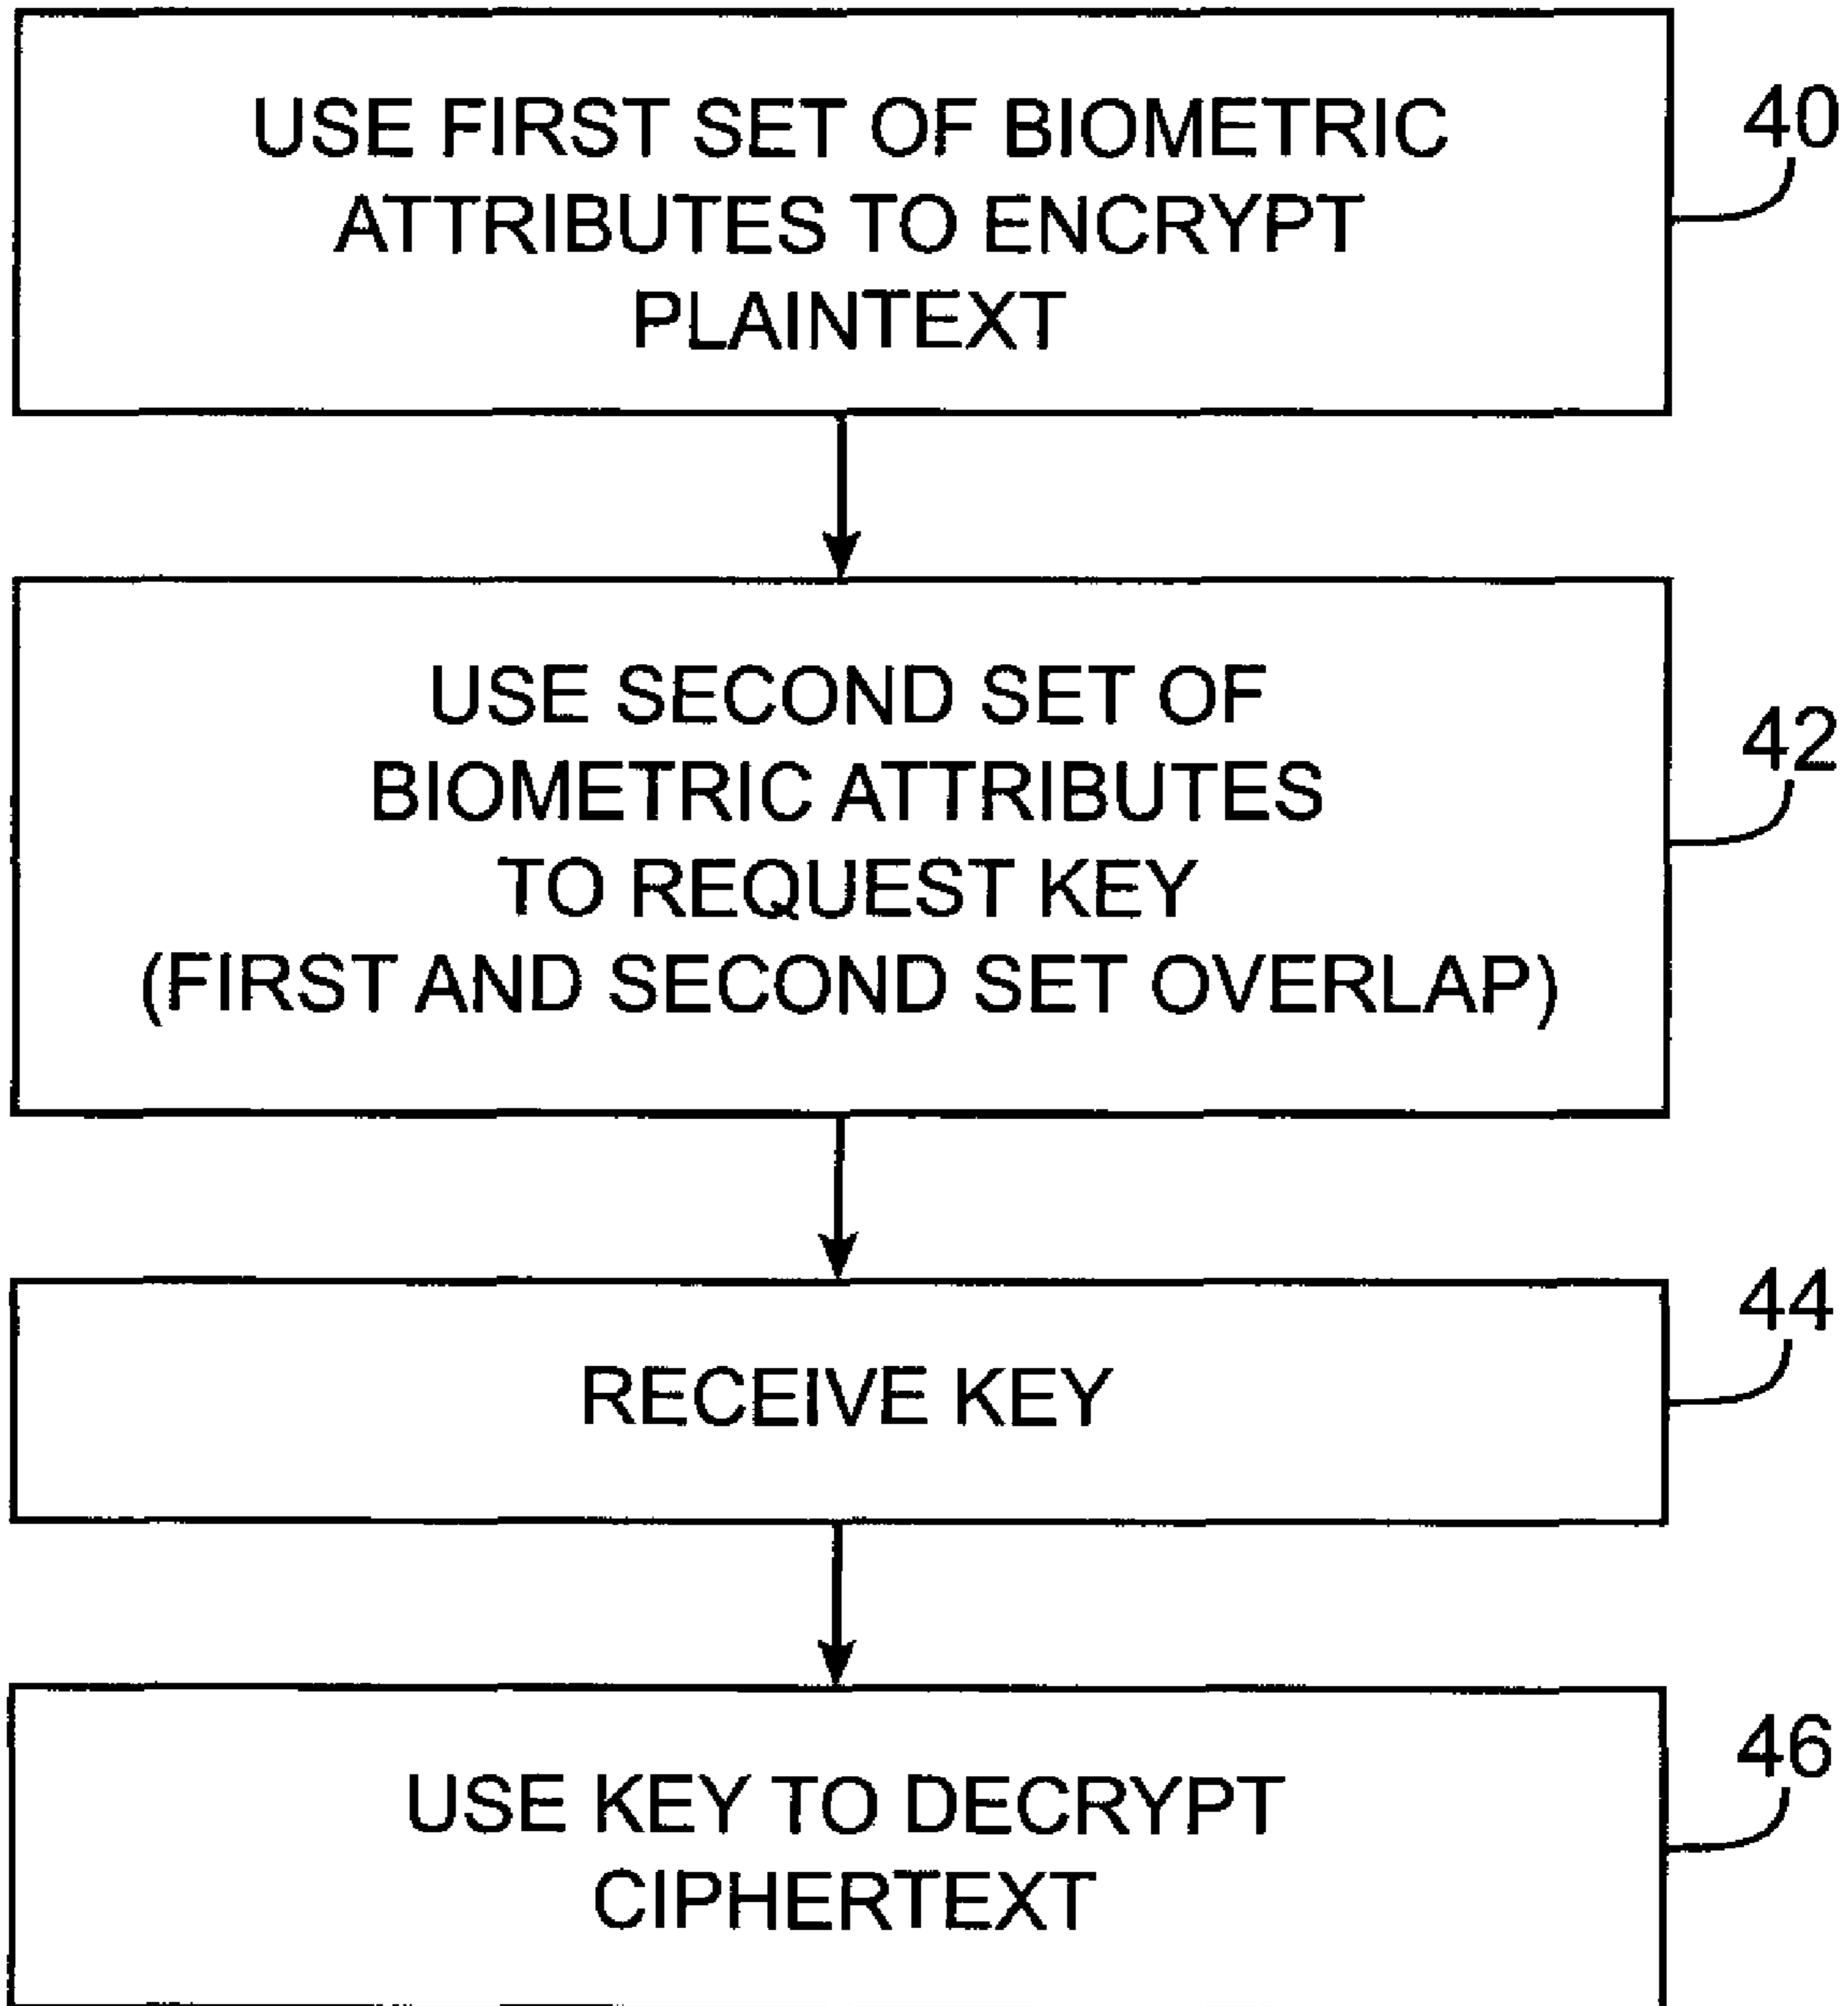 USE FIRST SET OF BIOMETRIC
ATTRIBUTES TO ENCRYPT
PLAINTEXT
40
USE SECOND SET OF
BIOMETRIC ATTRIBUTES
TO REQUEST KEY
(FIRST AND SECOND SET OVERLAP)
42
RECEIVE KEY
44
USE KEY TO DECRYPT
CIPHERTEXT
46